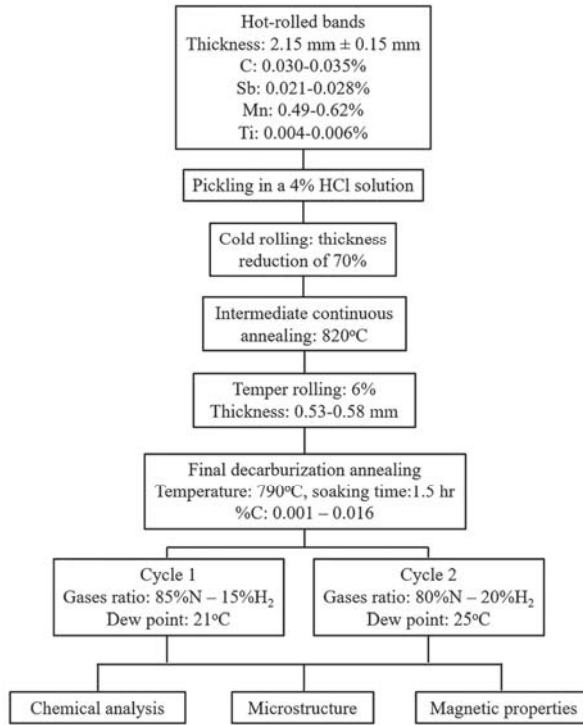 Hot-rolled bands
Thickness: 2.15 mm ± 0.15 mm
C: 0.030-0.035%
Sb: 0.021-0.028%
Mn: 0.49-0.62%
Ti: 0.004-0.006%
Pickling in a 4% HCl solution
Cold rolling: thickness
reduction of 70%
Intermediate continuous
annealing: 820°C
Temper rolling: 6%
Thickness: 0.53-0.58 mm
Final decarburization annealing
Temperature: 790°C, soaking time:1.5 hr
%C: 0.001 – 0.016
Cycle 1
Gases ratio: 85%N – 15%H₂
Dew point: 21°C
Cycle 2
Gases ratio: 80%N – 20%H₂
Dew point: 25°C
Chemical analysis
Microstructure
Magnetic properties